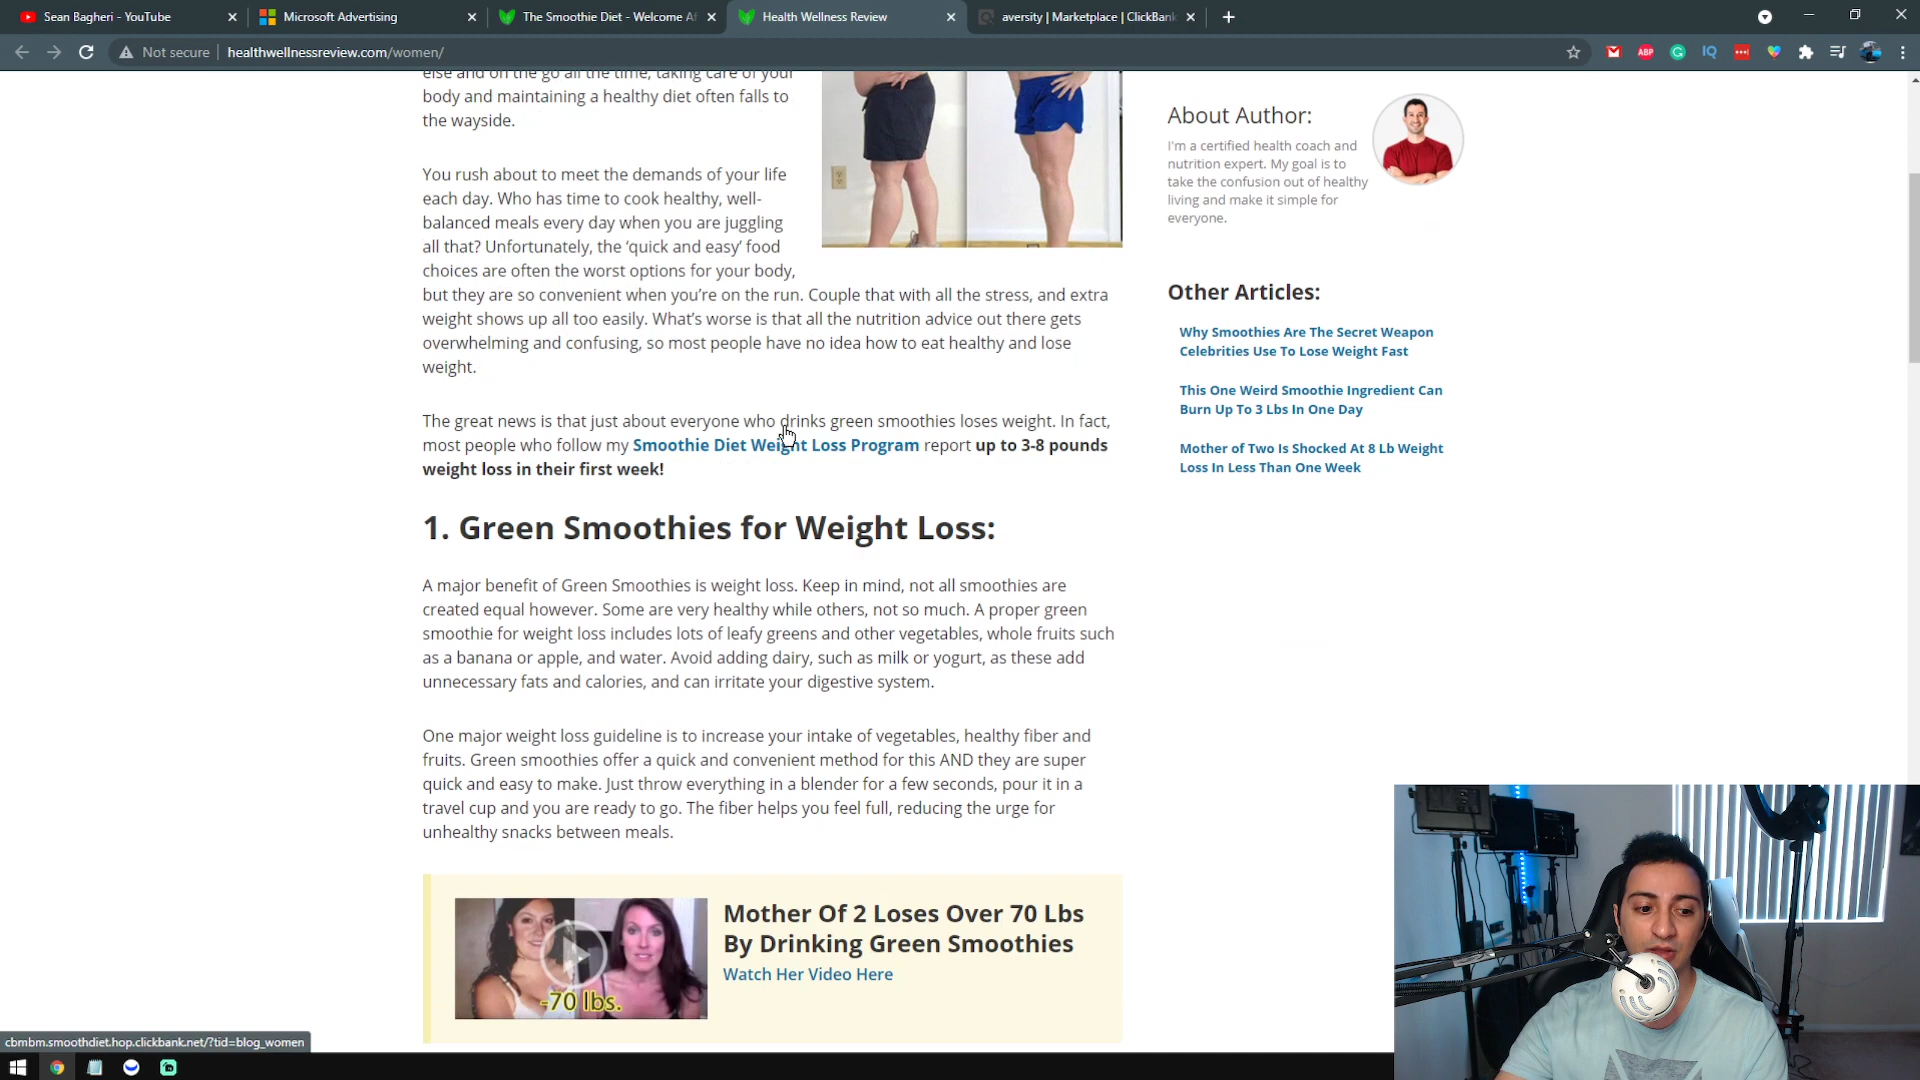 Sean Bagheri - YouTube
Microsoft Advertising
The Smoothie Diet - Welcome Af
Health Wellness Review
aversity | Marketplace | ClickBank
Not secure
healthwellnessreview.com/women/
ABP
else and on the go all the time, taking care of your
body and maintaining a healthy diet often falls to
the wayside.
You rush about to meet the demands of your life
each day. Who has time to cook healthy, well-
balanced meals every day when you are juggling
all that? Unfortunately, the ‘quick and easy’ food
choices are often the worst options for your body,
but they are so convenient when you’re on the run. Couple that with all the stress, and extra
weight shows up all too easily. What’s worse is that all the nutrition advice out there gets
overwhelming and confusing, so most people have no idea how to eat healthy and lose
weight.
The great news is that just about everyone who drinks green smoothies loses weight. In fact,
most people who follow my Smoothie Diet Weight Loss Program report up to 3-8 pounds
weight loss in their first week!
1. Green Smoothies for Weight Loss:
A major benefit of Green Smoothies is weight loss. Keep in mind, not all smoothies are
created equal however. Some are very healthy while others, not so much. A proper green
smoothie for weight loss includes lots of leafy greens and other vegetables, whole fruits such
as a banana or apple, and water. Avoid adding dairy, such as milk or yogurt, as these add
unnecessary fats and calories, and can irritate your digestive system.
One major weight loss guideline is to increase your intake of vegetables, healthy fiber and
fruits. Green smoothies offer a quick and convenient method for this AND they are super
quick and easy to make. Just throw everything in a blender for a few seconds, pour it in a
travel cup and you are ready to go. The fiber helps you feel full, reducing the urge for
unhealthy snacks between meals.
-70 lbs.
Mother Of 2 Loses Over 70 Lbs
By Drinking Green Smoothies
Watch Her Video Here
About Author:
I'm a certified health coach and
nutrition expert. My goal is to
take the confusion out of healthy
living and make it simple for
everyone.
Other Articles:
Why Smoothies Are The Secret Weapon
Celebrities Use To Lose Weight Fast
This One Weird Smoothie Ingredient Can
Burn Up To 3 Lbs In One Day
Mother of Two Is Shocked At 8 Lb Weight
Loss In Less Than One Week
cbmbm.smoothdiet.hop.clickbank.net/?tid=blog_women